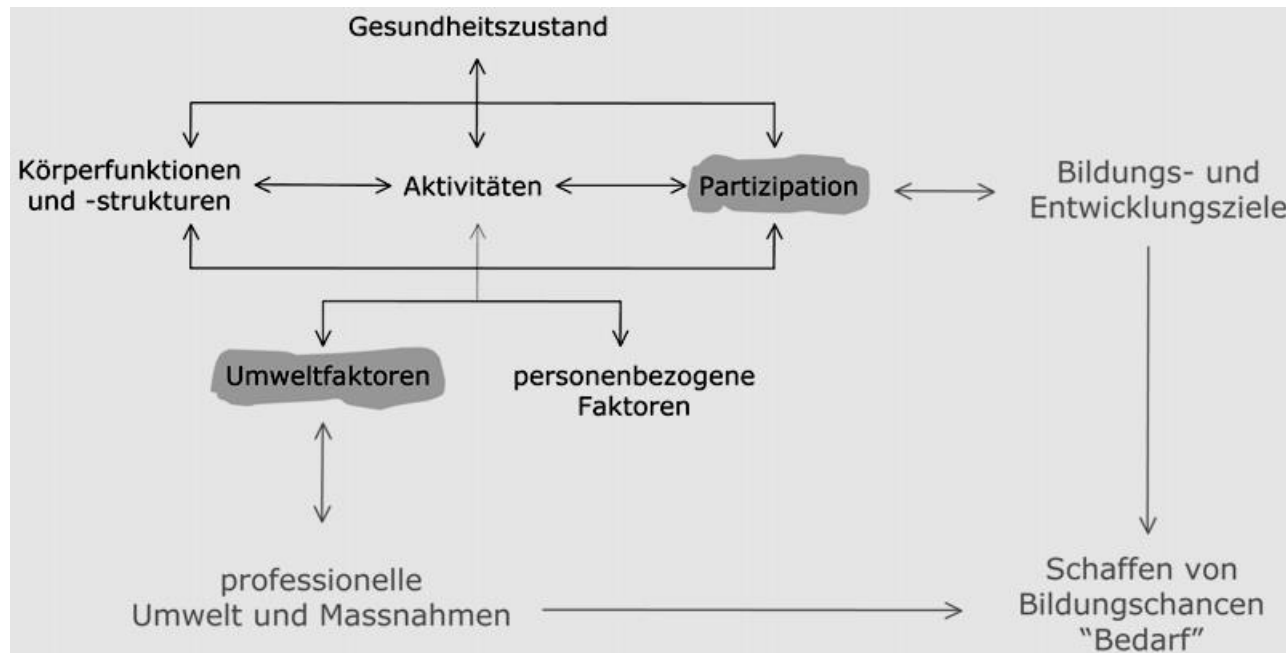 Gesundheitszustand
Körperfunktionen
und -strukturen
Aktivitäten
Partizipation
Bildungs- und
Entwicklungsziele
Umweltfaktoren
personenbezogene
Faktoren
professionelle
Umwelt und Massnahmen
Schaffen von
Bildungschancen
“Bedarf”